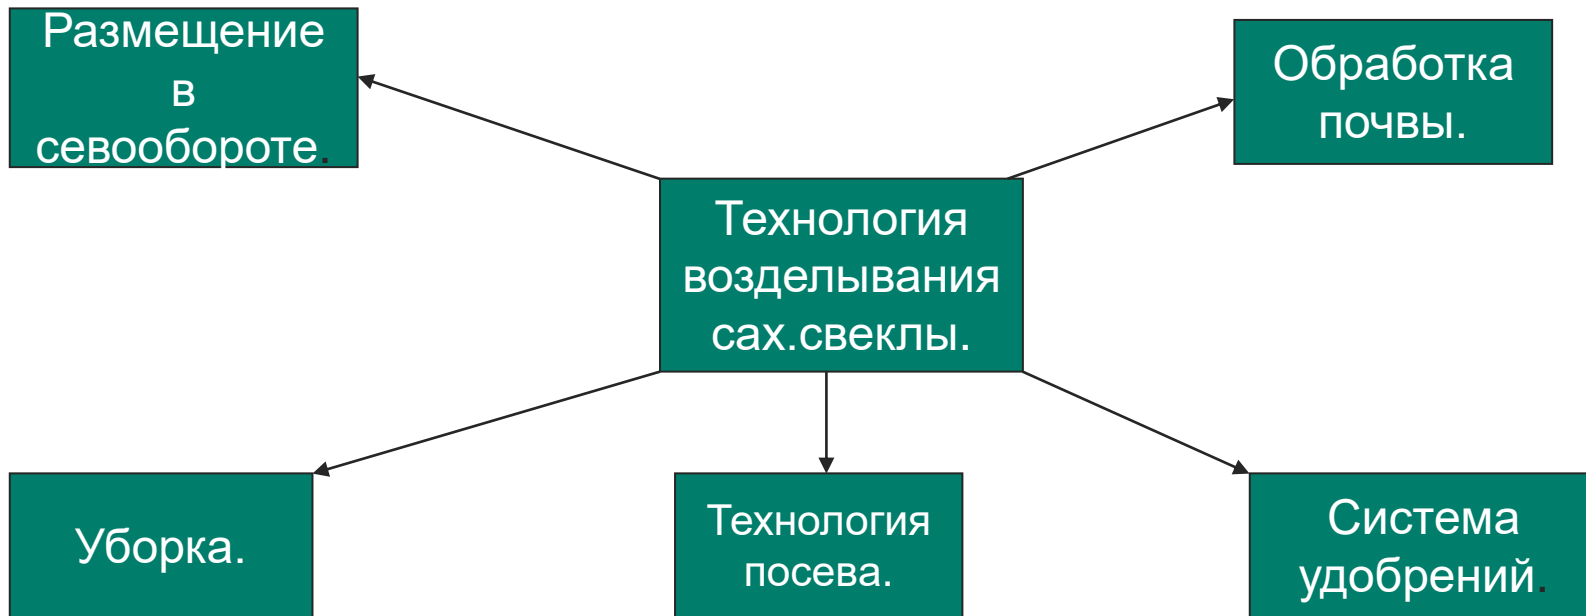 Размещение
в
севообороте.
Обработка
почвы.
Технология
возделывания
сах.свеклы.
Уборка.
Технология
посева.
Система
удобрений.